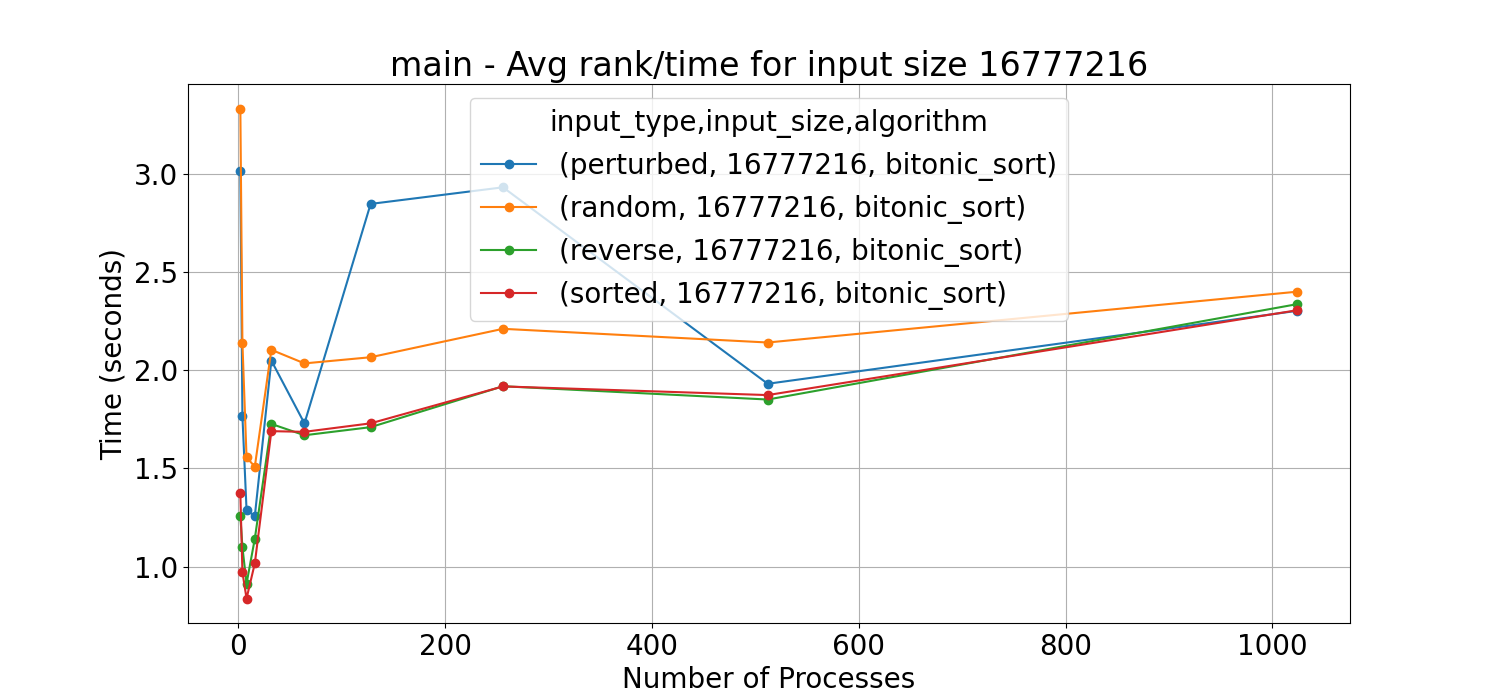 main - Avg rank/time for input size 16777216
input_type,input_size,algorithm
(perturbed, 16777216, bitonic_sort)
(random, 16777216, bitonic_sort)
(reverse, 16777216, bitonic_sort)
(sorted, 16777216, bitonic_sort)
Time (seconds)
3.0
2.5
2.0
1.5
1.0
0 200 400 600 800 1000
Number of Processes